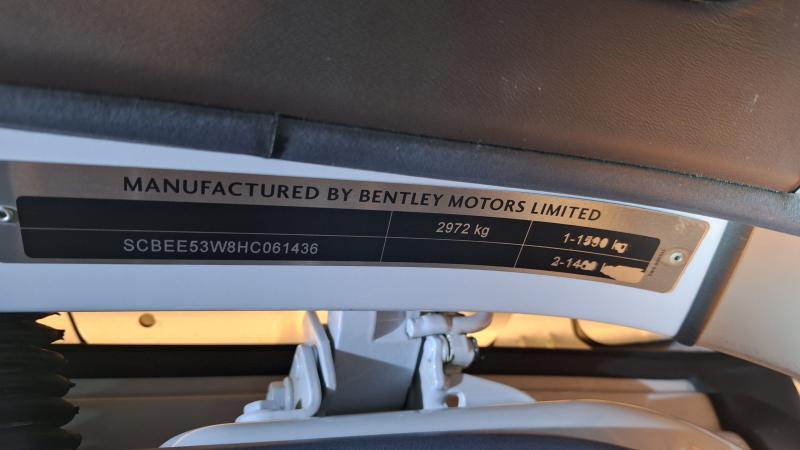 MANUFACTURED BY BENTLEY MOTORS LIMITED
2972 kg
SCBEE53W8HC061436